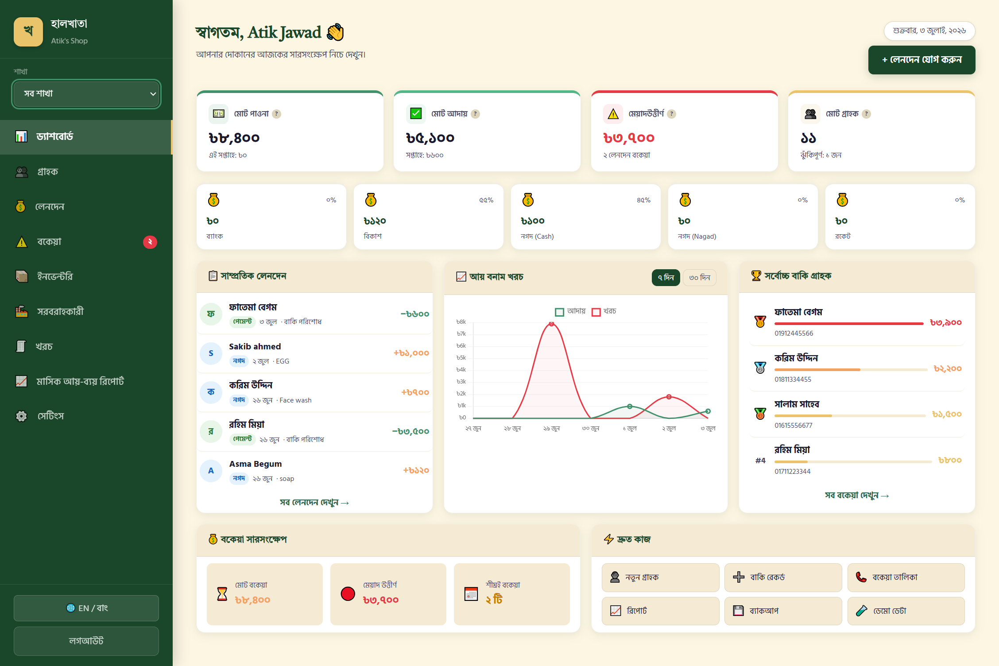 খ
হালখাতা
Atik's Shop
শাখা
সব শাখা
ড্যাশবোর্ড
গ্রাহক
লেনদেন
বকেয়া ২
ইনভেন্টরি
সরবরাহকারী
খরচ
মাসিক আয়-ব্যয় রিপোর্ট
সেটিংস
EN / বাং
লগআউট
স্বাগতম, Atik Jawad
আপনার দোকানের আজকের সারসংক্ষেপ নিচে দেখুন।
শুক্রবার, ৩ জুলাই, ২০২৬
+ লেনদেন যোগ করুন
মোট পাওনা ?
৳৮,৪০০
এই সপ্তাহে: ৳০
মোট আদায় ?
৳৫,১০০
সপ্তাহে: ৳৬০০
মেয়াদউত্তীর্ণ ?
৳৩,৭০০
২ লেনদেন বকেয়া
মোট গ্রাহক ?
১১
ঝুঁকিপূর্ণ: ১ জন
০%
৳০
ব্যাংক
৫৫%
৳১২০
বিকাশ
৪৫%
৳১০০
নগদ (Cash)
০%
৳০
নগদ (Nagad)
০%
৳০
রকেট
সাম্প্রতিক লেনদেন
ফ
ফাতেমা বেগম
পেমেন্ট ৩ জুল · বাকি পরিশোধ
−৳৬০০
S
Sakib ahmed
নগদ ২ জুল · EGG
+৳১,০০০
ক
করিম উদ্দিন
নগদ ২৬ জুন · Face wash
+৳৭০০
র
রহিম মিয়া
পেমেন্ট ২৬ জুন · বাকি পরিশোধ
−৳৩,৫০০
A
Asma Begum
নগদ ২৬ জুন · soap
+৳১২০
সব লেনদেন দেখুন →
আয় বনাম খরচ
৭ দিন ৩০ দিন
আদায় খরচ
৳8k
৳7k
৳6k
৳5k
৳4k
৳3k
৳2k
৳1k
৳0
২৭ জুন ২৮ জুন ২৯ জুন ৩০ জুন ১ জুল ২ জুল ৩ জুল
সর্বোচ্চ বাকি গ্রাহক
ফাতেমা বেগম
৳৩,৯০০
01912445566
করিম উদ্দিন
৳২,২০০
01811334455
সালাম সাহেব
৳১,৫০০
01615556677
#4
রহিম মিয়া
৳৮০০
01711223344
সব বকেয়া দেখুন →
বকেয়া সারসংক্ষেপ
মোট বকেয়া
৳৮,৪০০
মেয়াদ উত্তীর্ণ
৳৩,৭০০
শীঘ্রই বকেয়া
২ টি
দ্রুত কাজ
নতুন গ্রাহক
বাকি রেকর্ড
বকেয়া তালিকা
রিপোর্ট
ব্যাকআপ
ডেমো ডেটা